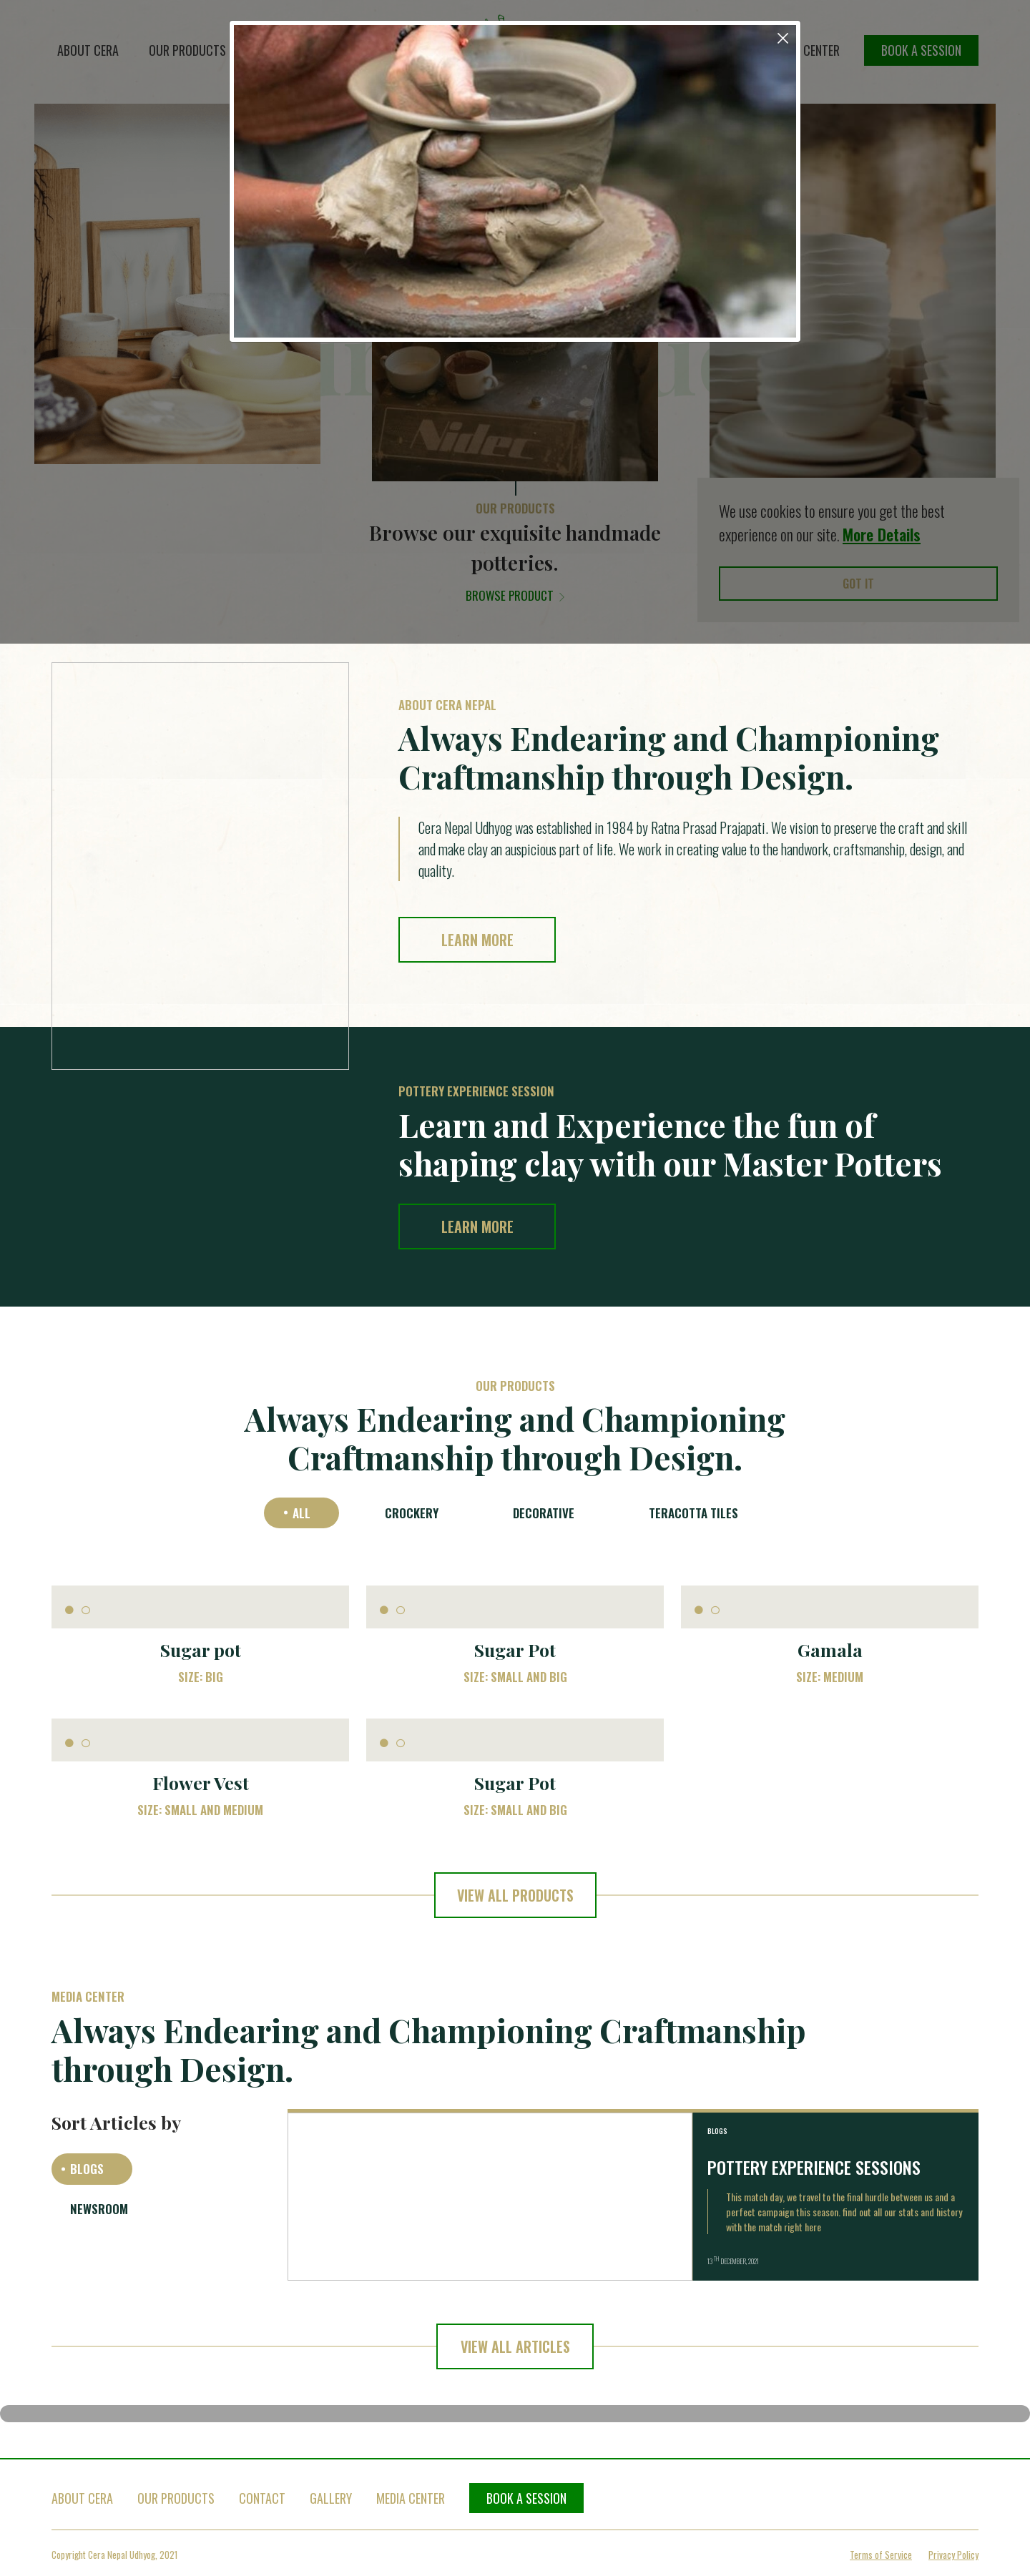 ABOUT CERA
OUR PRODUCTS
CENTER
BOOK A SESSION
Nidec
OUR PRODUCTS
Browse our exquisite handmade
potteries.
BROWSE PRODUCT
We use cookies to ensure you get the best
experience on our site. More Details
GOT IT
ABOUT CERA NEPAL
Always Endearing and Championing
Craftmanship through Design.
Cera Nepal Udhyog was established in 1984 by Ratna Prasad Prajapati. We vision to preserve the craft and skill
and make clay an auspicious part of life. We work in creating value to the handwork, craftsmanship, design, and
quality.
LEARN MORE
POTTERY EXPERIENCE SESSION
Learn and Experience the fun of
shaping clay with our Master Potters
LEARN MORE
OUR PRODUCTS
Always Endearing and Championing
Craftmanship through Design.
• ALL
CROCKERY
DECORATIVE
TERACOTTA TILES
Sugar pot
SIZE: BIG
Sugar Pot
SIZE: SMALL AND BIG
Gamala
SIZE: MEDIUM
Flower Vest
SIZE: SMALL AND MEDIUM
Sugar Pot
SIZE: SMALL AND BIG
VIEW ALL PRODUCTS
MEDIA CENTER
Always Endearing and Championing Craftmanship
through Design.
Sort Articles by
• BLOGS
NEWSROOM
BLOGS
POTTERY EXPERIENCE SESSIONS
This match day, we travel to the final hurdle between us and a
perfect campaign this season. find out all our stats and history
with the match right here
13 TH DECEMBER, 2021
VIEW ALL ARTICLES
ABOUT CERA
OUR PRODUCTS
CONTACT
GALLERY
MEDIA CENTER
BOOK A SESSION
Copyright Cera Nepal Udhyog, 2021
Terms of Service
Privacy Policy